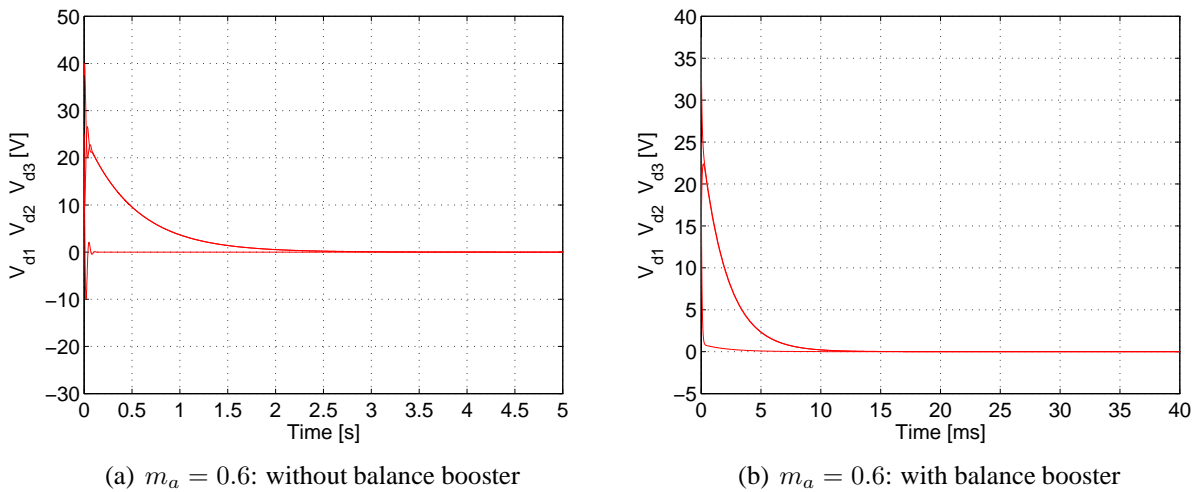 50
40
30
20
10
0
−10
−20
−30
V_d1 V_d2 V_d3 [V]
0 0.5 1 1.5 2 2.5 3 3.5 4 4.5 5
Time [s]
(a) m_a = 0.6: without balance booster
40
35
30
25
20
15
10
5
0
−5
V_d1 V_d2 V_d3 [V]
0 5 10 15 20 25 30 35 40
Time [ms]
(b) m_a = 0.6: with balance booster